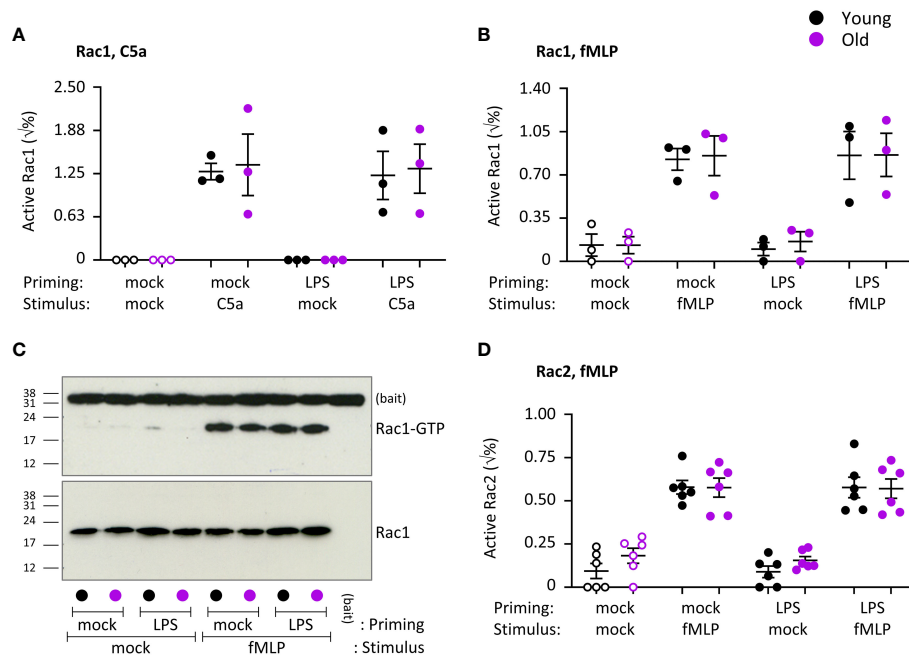 Young
Old
A
Rac1, C5a
2.50
1.88
1.25
0.63
0
Active Rac1 (√%)
Priming: mock mock LPS LPS
Stimulus: mock C5a mock C5a
B
Rac1, fMLP
1.40
1.05
0.70
0.35
0
Active Rac1 (√%)
Priming: mock mock LPS LPS
Stimulus: mock fMLP mock fMLP
C
38
31
24
17
12
(bait)
Rac1-GTP
38
31
24
17
12
Rac1
(bait)
mock LPS mock LPS : Priming
mock fMLP : Stimulus
D
Rac2, fMLP
1.00
0.75
0.50
0.25
0
Active Rac2 (√%)
Priming: mock mock LPS LPS
Stimulus: mock fMLP mock fMLP